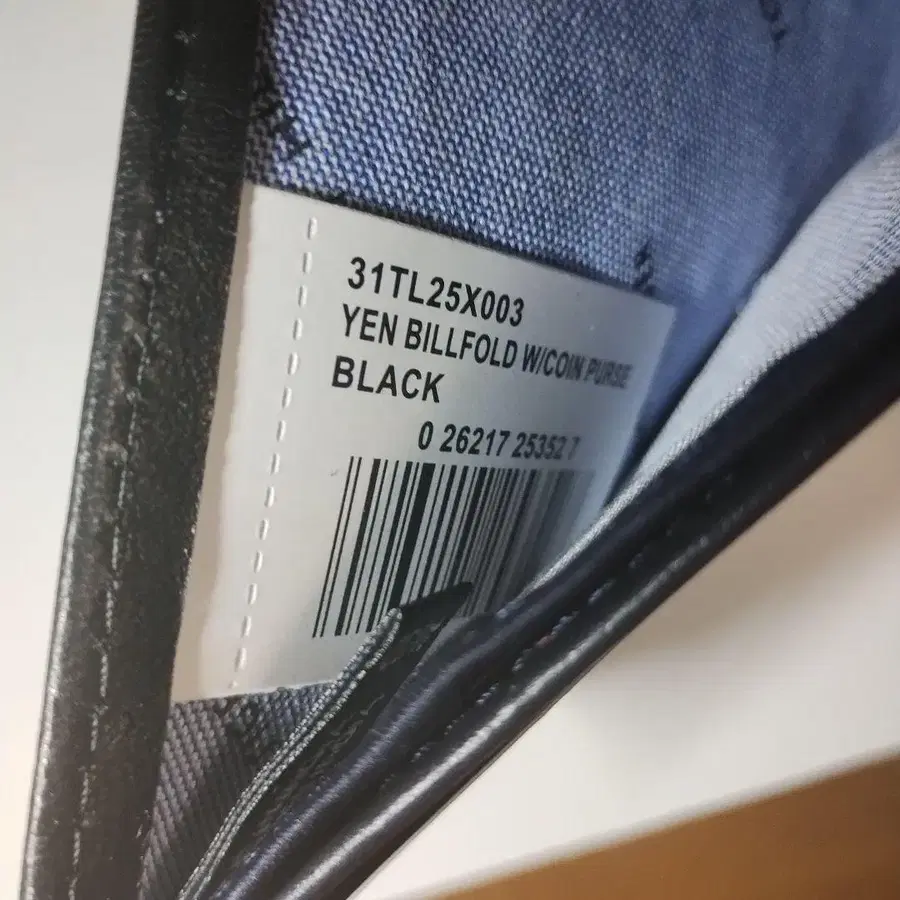 31TL25X003
YEN BILLFOLD W/COIN PURSE
BLACK
0 26217 25352 7